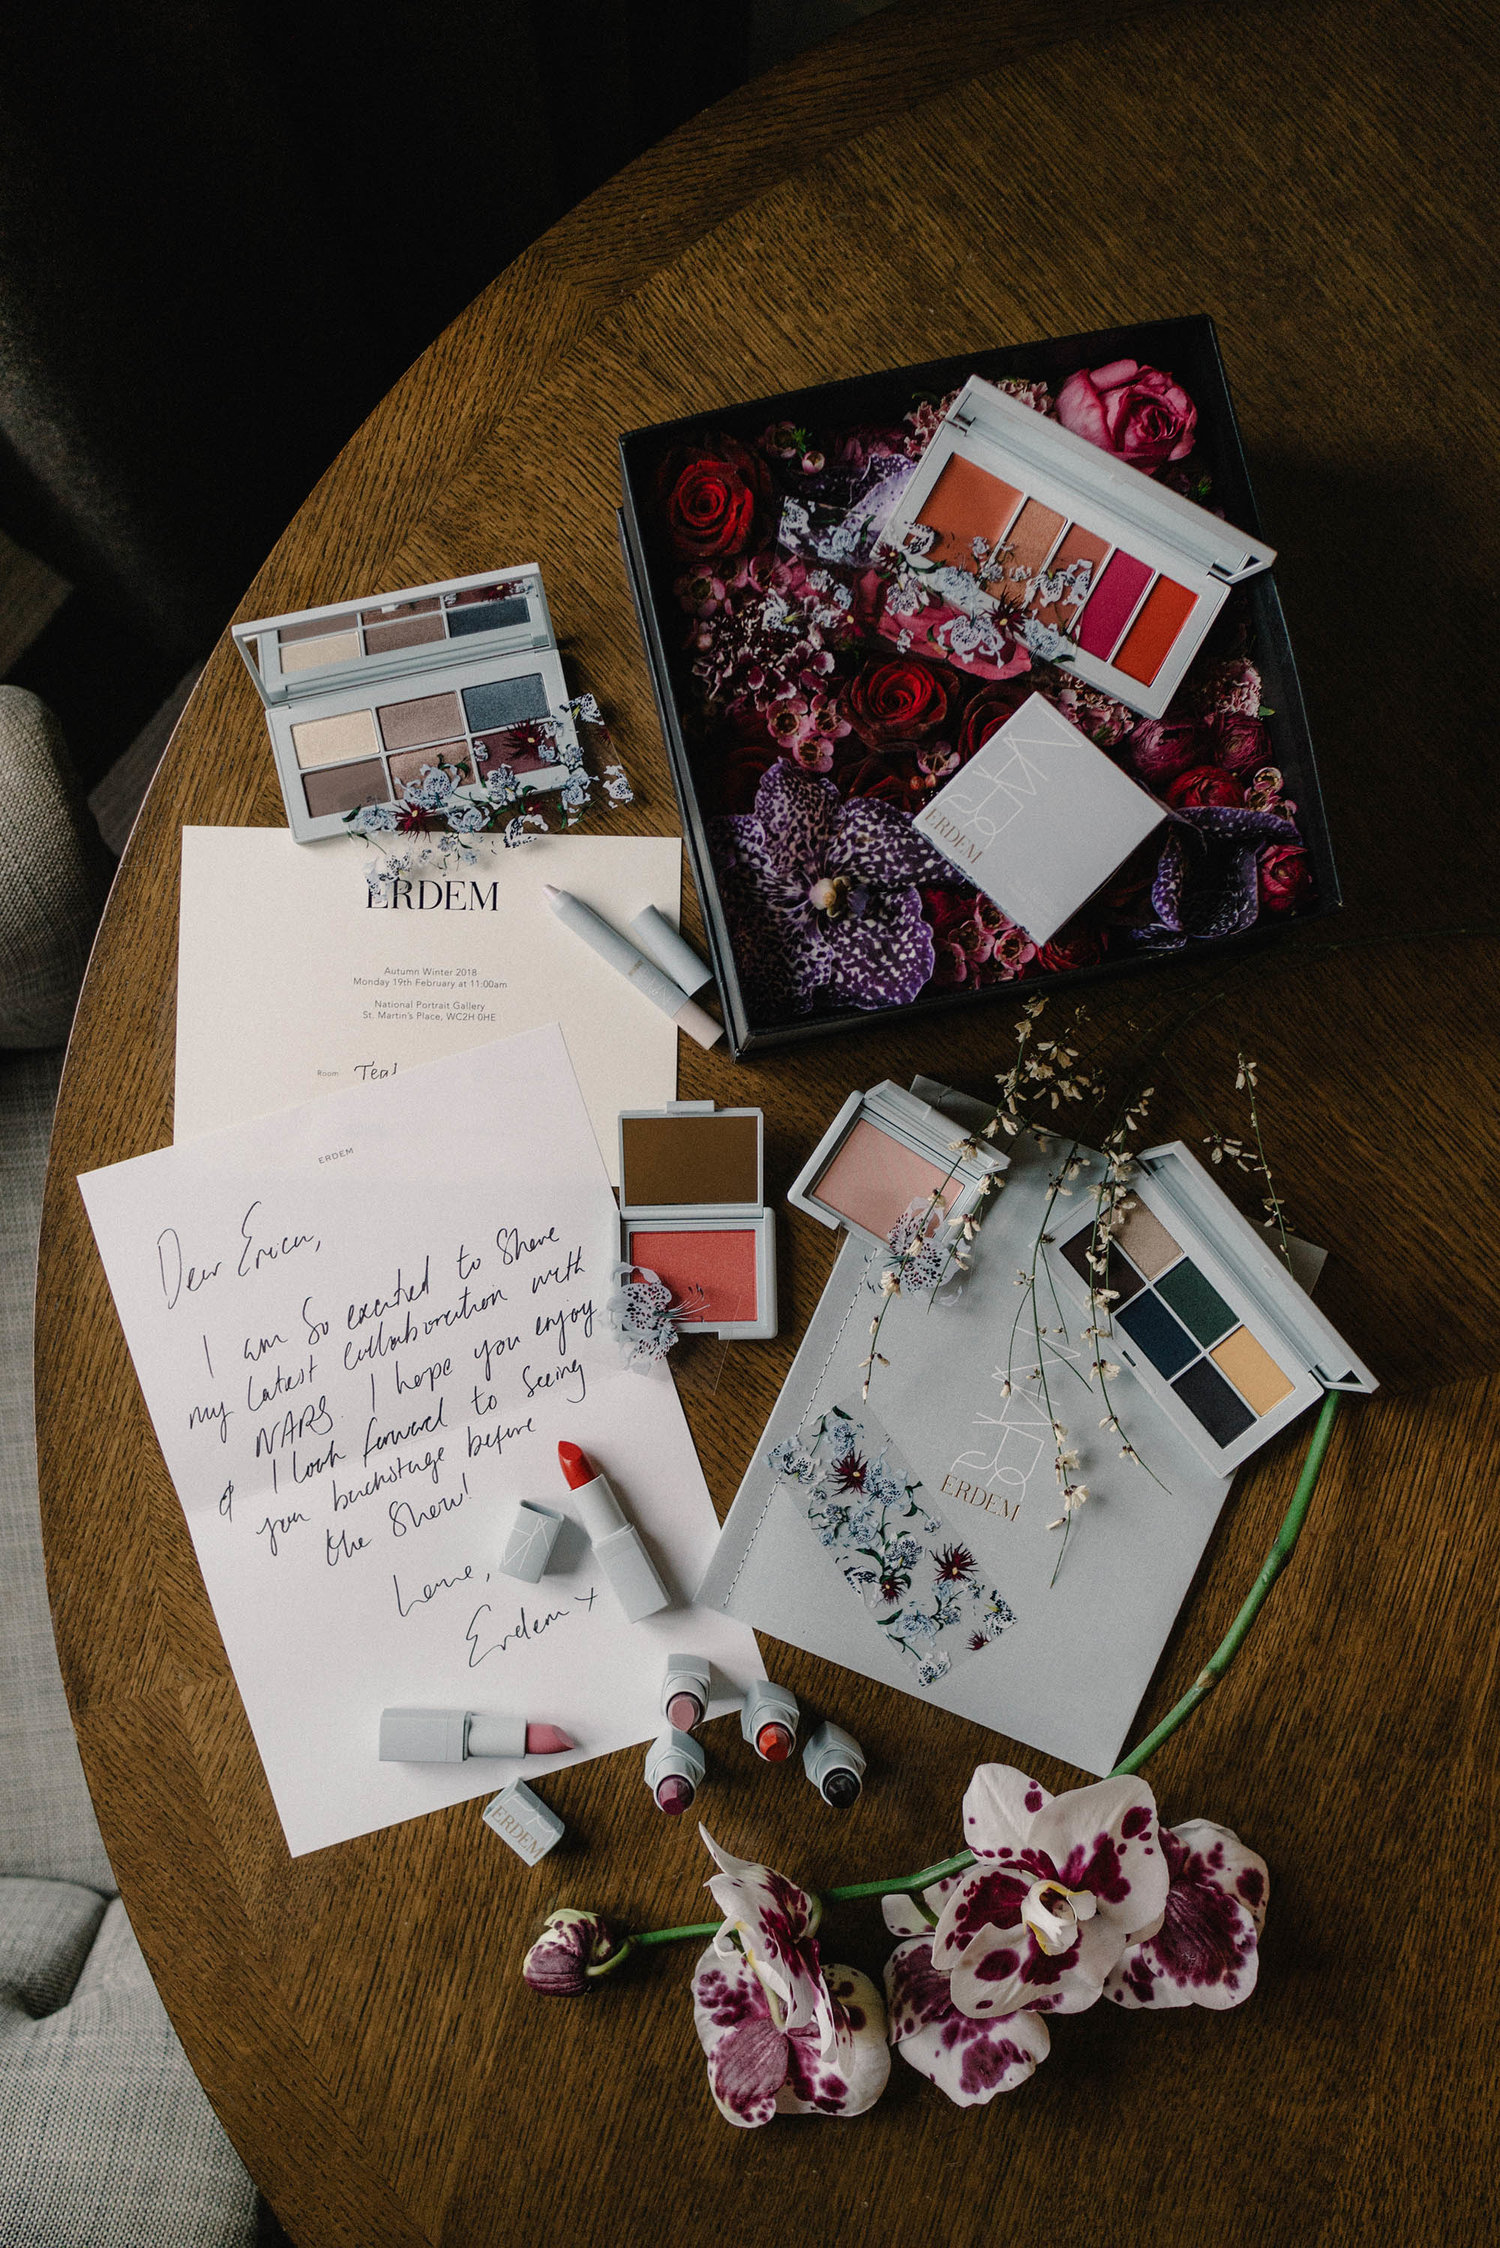 NARS
ERDEM
ERDEM
Autumn Winter 2018
Monday 19th February at 11:00am
National Portrait Gallery
St. Martin's Place, WC2H 0HE
Room Teal
ERDEM
Dear Erica,
I am so excited to share
my latest collaboration with
NARS. I hope you enjoy
& I look forward to seeing
you backstage before
the show!
Love,
Erdem x
NARS
ERDEM
NARS
ERDEM